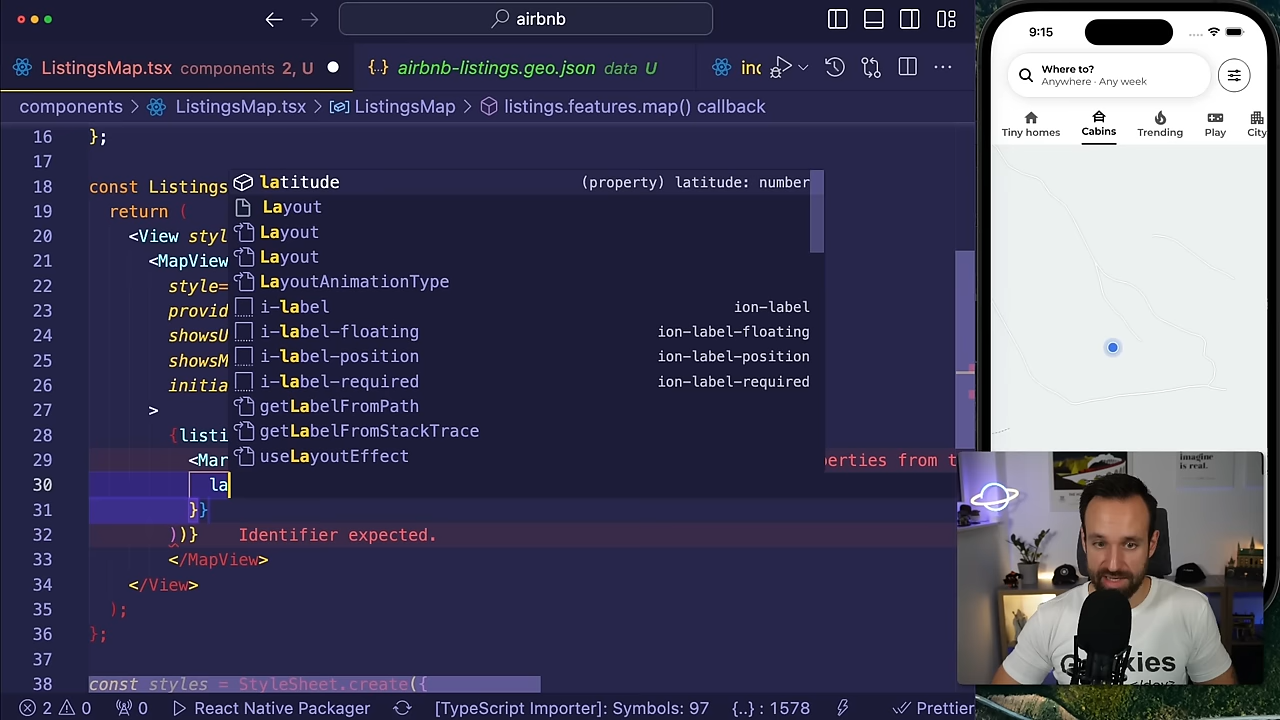 airbnb
ListingsMap.tsx components 2, U
airbnb-listings.geo.json data U
components > ListingsMap.tsx > ListingsMap > listings.features.map() callback
16 };
17
18 const Listings
19 return (
20 <View styl
21 <MapView
22 style=
23 provid
24 showsU
25 showsM
26 initia
27 >
28 {listi
29 <Mar
30 la
31 }}
32 ))} Identifier expected.
33 </MapView>
34 </View>
35 );
36 };
37
38 const styles = StyleSheet.create({
latitude (property) latitude: number
Layout
Layout
Layout
LayoutAnimationType
i-label ion-label
i-label-floating ion-label-floating
i-label-position ion-label-position
i-label-required ion-label-required
getLabelFromPath
getLabelFromStackTrace
useLayoutEffect
2 0 0 React Native Packager [TypeScript Importer]: Symbols: 97 {..} : 1578 Prettier
9:15
Where to?
Anywhere · Any week
Tiny homes Cabins Trending Play City
imagine
is real.